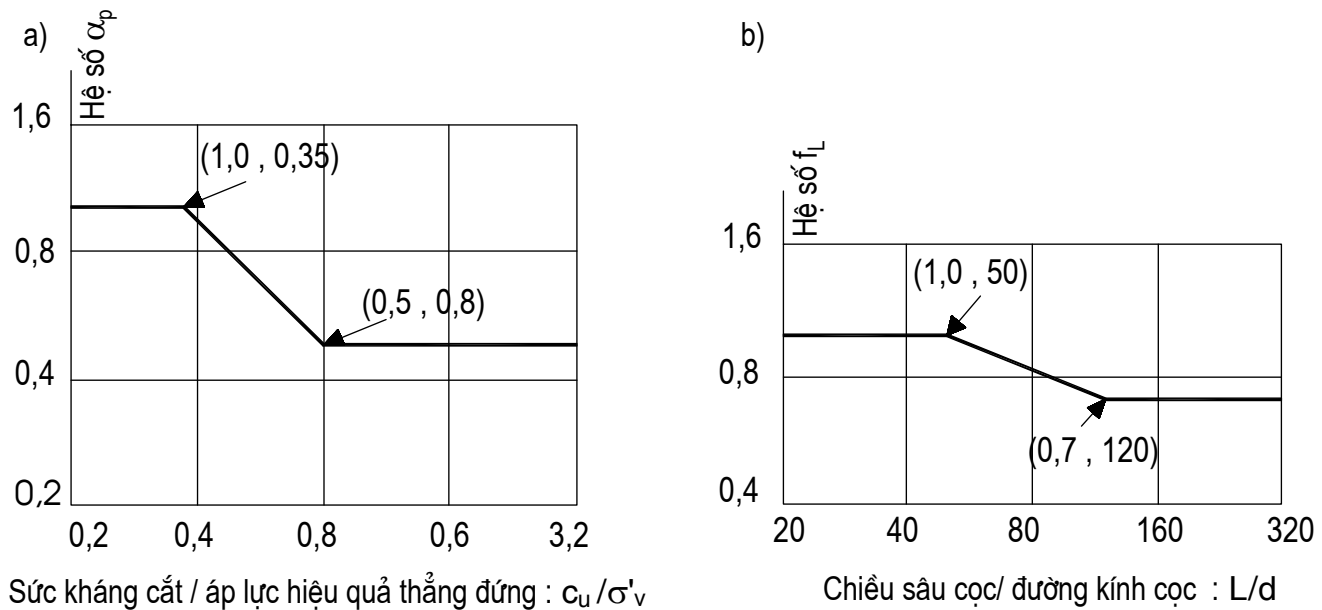 a)
Hệ số αp
1,6
0,8
0,4
0,2
(1,0 , 0,35)
(0,5 , 0,8)
0,2 0,4 0,8 0,6 3,2
Sức kháng cắt / áp lực hiệu quả thẳng đứng : cu /σ'v
b)
Hệ số fL
1,6
0,8
0,4
(1,0 , 50)
(0,7 , 120)
20 40 80 160 320
Chiều sâu cọc/ đường kính cọc : L/d